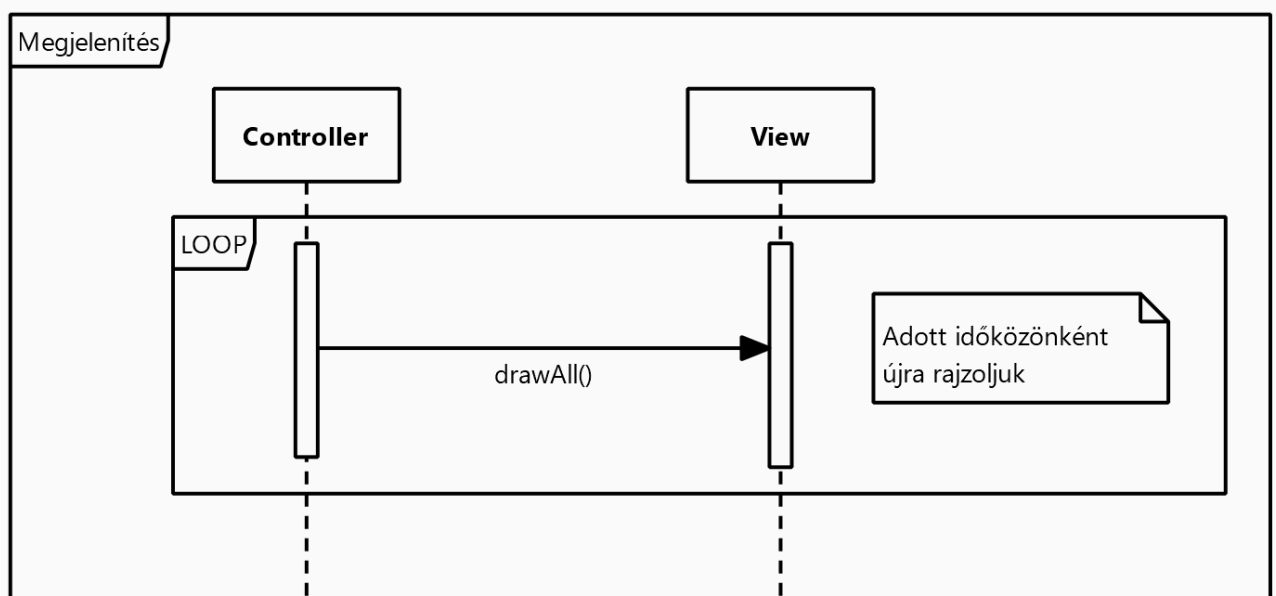 Megjelenítés
Controller
View
LOOP
Adott időközönként
újra rajzoljuk
drawAll()